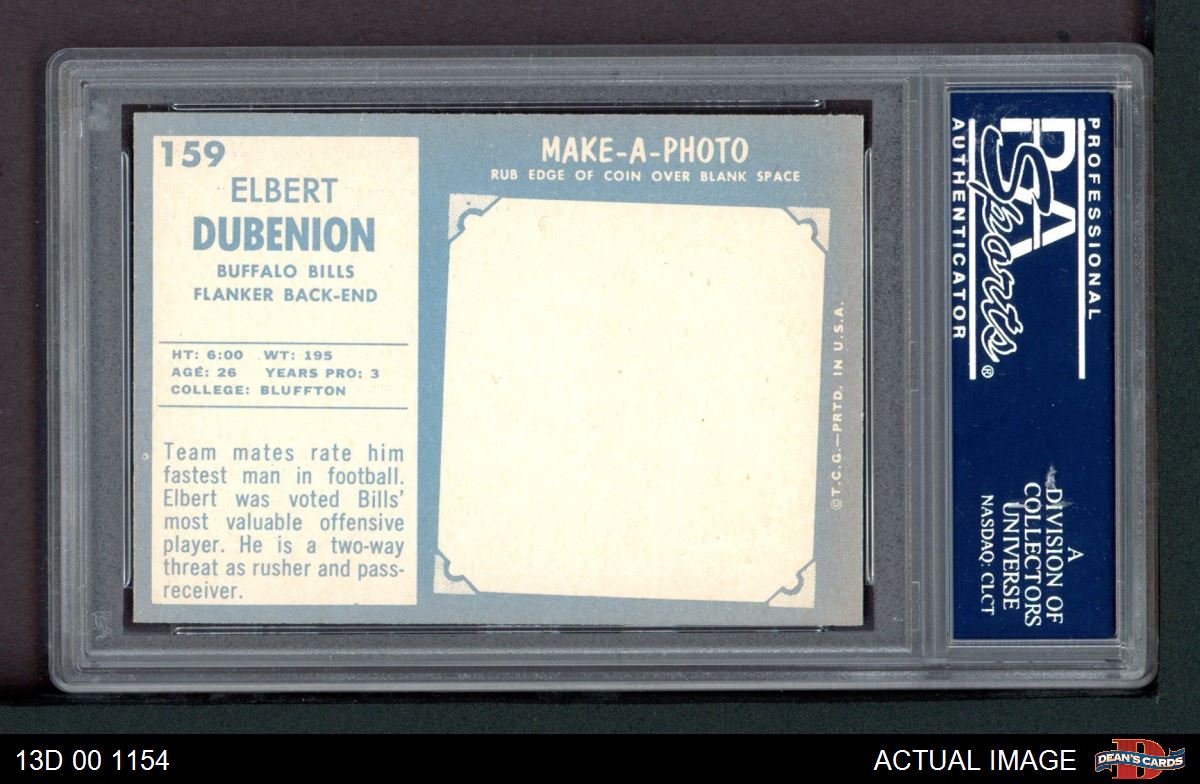 159
ELBERT
DUBENION
BUFFALO BILLS
FLANKER BACK-END
HT: 6:00 WT: 195
AGE: 26 YEARS PRO: 3
COLLEGE: BLUFFTON
Team mates rate him
fastest man in football.
Elbert was voted Bills'
most valuable offensive
player. He is a two-way
threat as rusher and pass-
receiver.
MAKE-A-PHOTO
RUB EDGE OF COIN OVER BLANK SPACE
©T.C.G.—PRTD. IN U.S.A.
PSA
Sports®
PROFESSIONAL
AUTHENTICATOR
A
DIVISION OF
COLLECTORS
UNIVERSE
NASDAQ: CLCT
PSA
13D 00 1154
ACTUAL IMAGE
D
DEAN'S CARDS